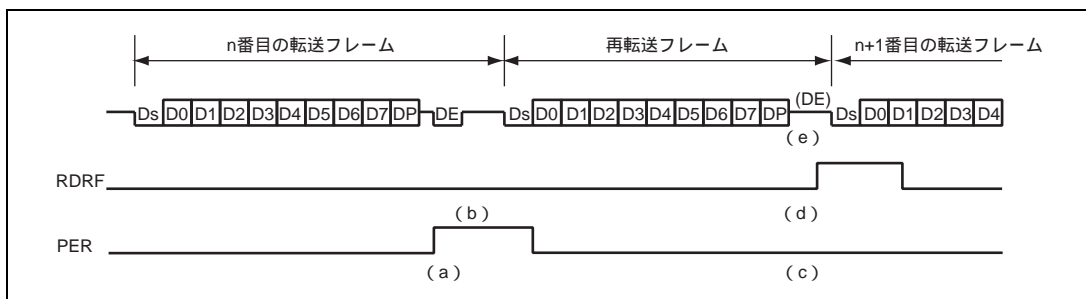 n番目の転送フレーム 再転送フレーム n+1番目の転送フレーム
Ds D0 D1 D2 D3 D4 D5 D6 D7 DP DE Ds D0 D1 D2 D3 D4 D5 D6 D7 DP (DE) Ds D0 D1 D2 D3 D4
(e)
RDRF
(b) (d)
PER
(a) (c)